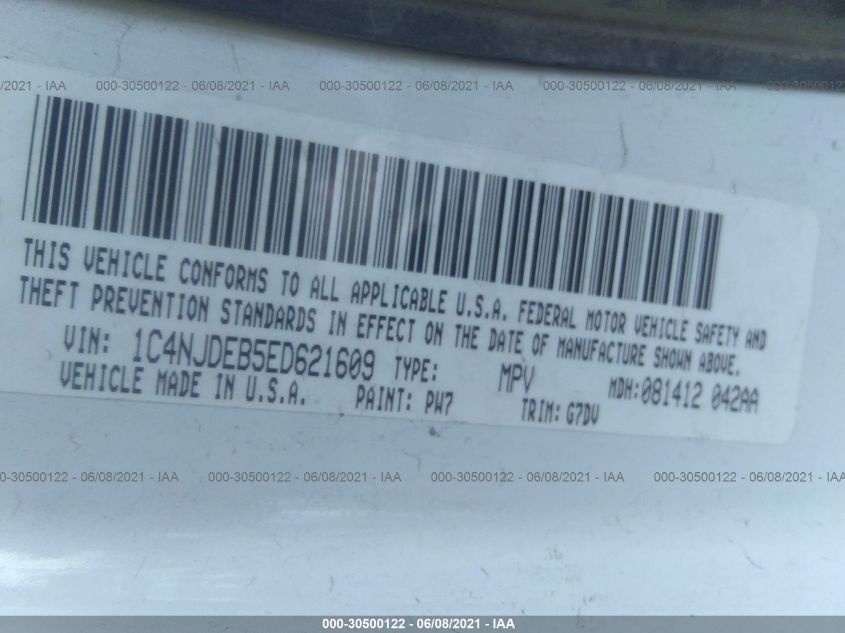 /2021 - IAA 000-30500122 - 06/08/2021 - IAA 000-30500122 - 06/08/2021 - IAA 000-30500122 - 06/08/2021 - IAA 000-30500122
THIS VEHICLE CONFORMS TO ALL APPLICABLE U.S.A. FEDERAL MOTOR VEHICLE SAFETY AND
THEFT PREVENTION STANDARDS IN EFFECT ON THE DATE OF MANUFACTURE SHOWN ABOVE.
VIN: 1C4NJDEB5ED621609 TYPE: MPV MDH:081412 042AA
VEHICLE MADE IN U.S.A. PAINT: PW7 TRIM: G7DV
000-30500122 - 06/08/2021 - IAA 000-30500122 - 06/08/2021 - IAA 000-30500122 - 06/08/2021 - IAA 000-30500122 - 06/08/2021
000-30500122 - 06/08/2021 - IAA